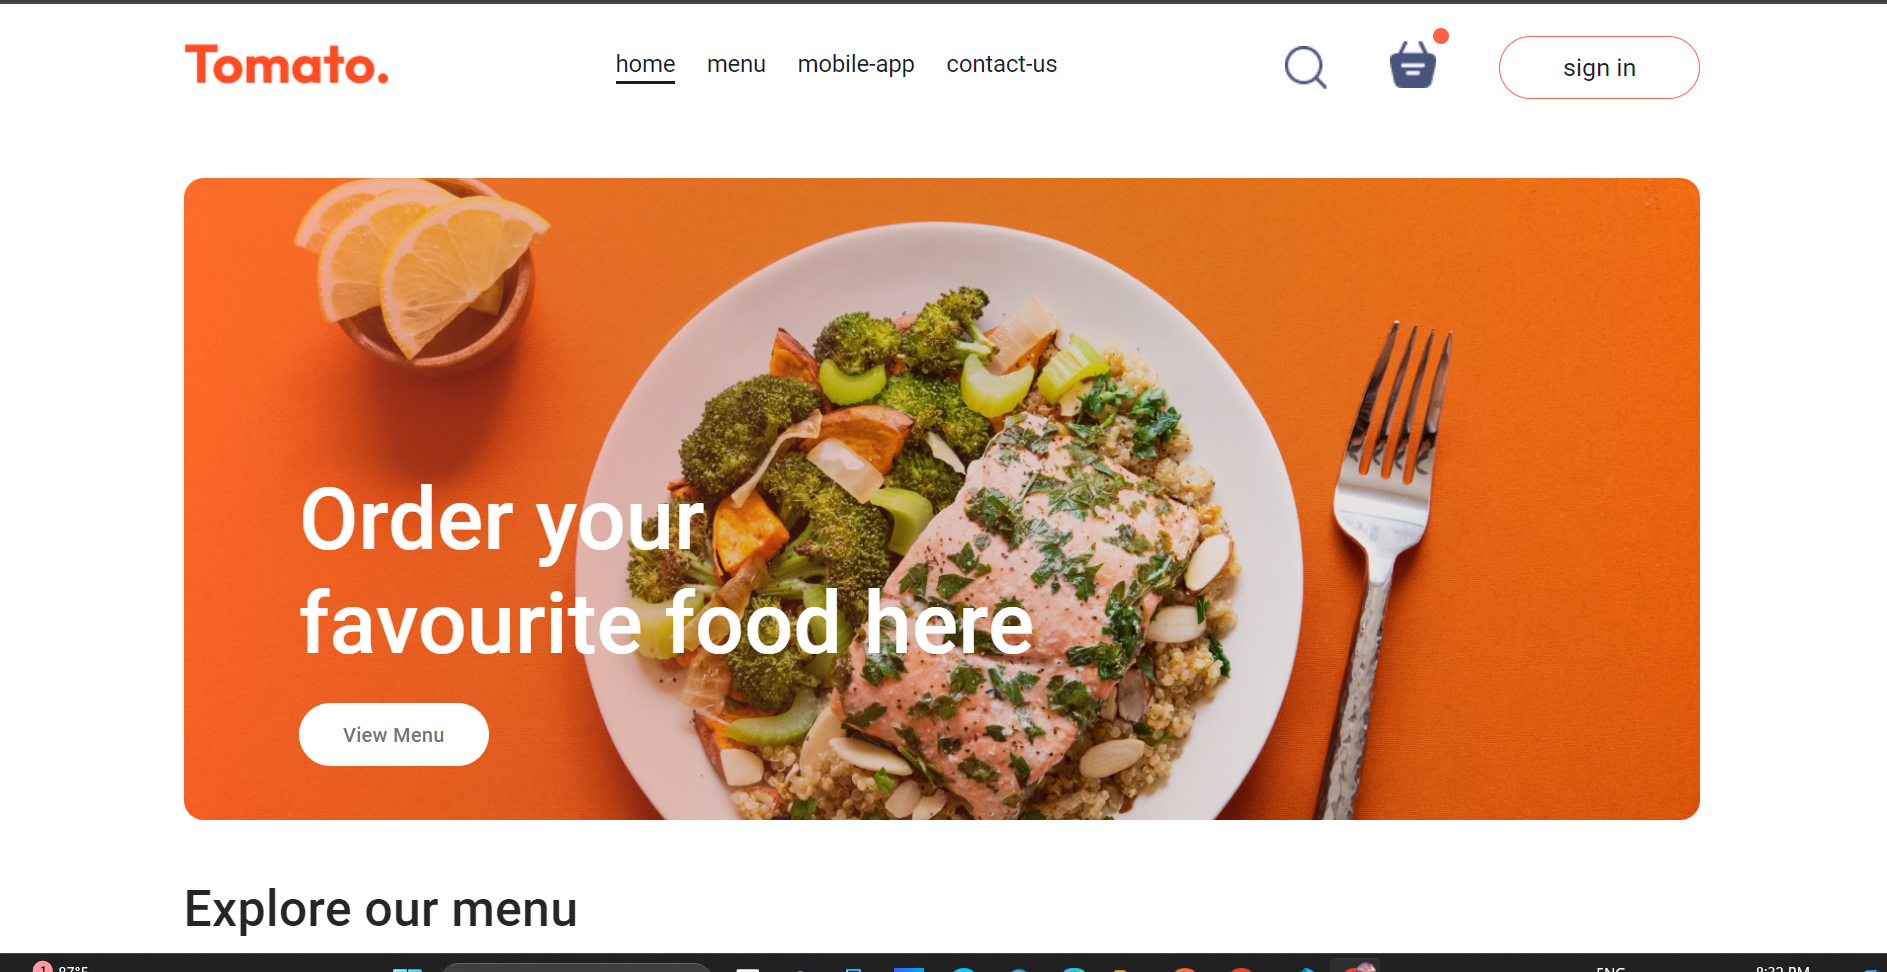 Tomato.
home menu mobile-app contact-us
sign in
Order your
favourite food here
View Menu
Explore our menu